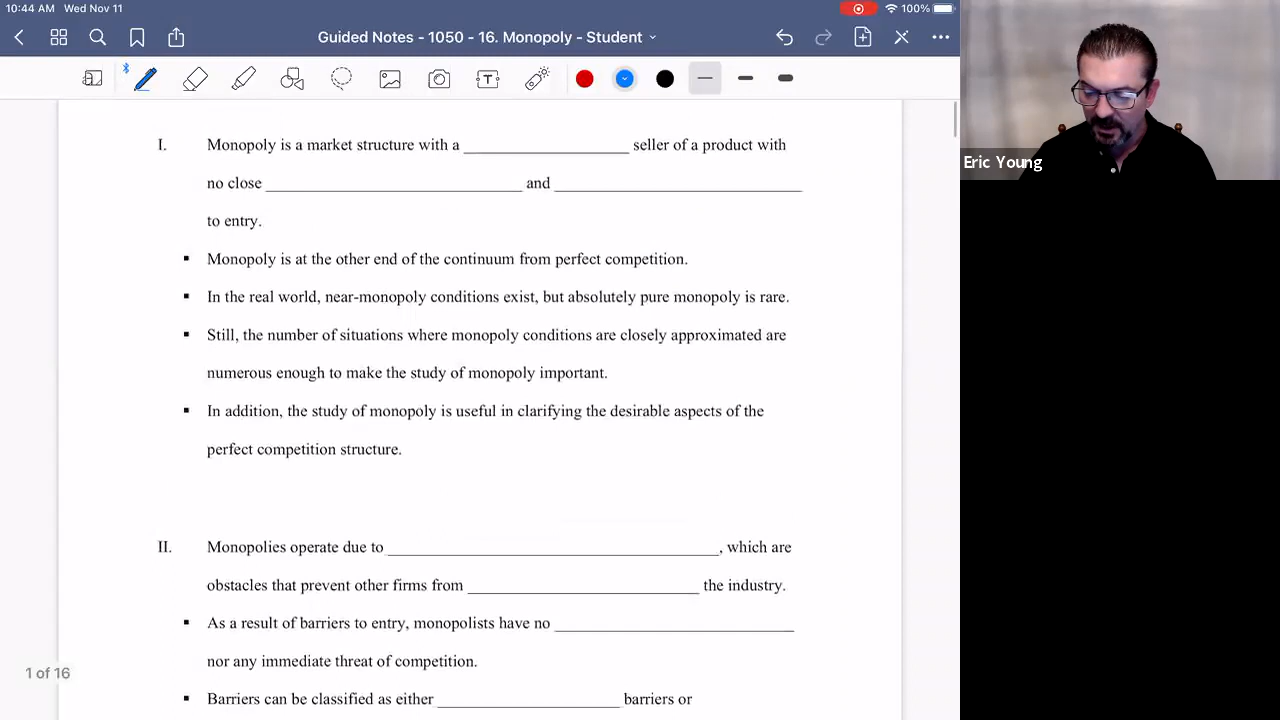 10:44 AM Wed Nov 11
100%
Guided Notes - 1050 - 16. Monopoly - Student
T
Eric Young
I. Monopoly is a market structure with a ____________________ seller of a product with
no close ______________________________ and ______________________________
to entry.
▪ Monopoly is at the other end of the continuum from perfect competition.
▪ In the real world, near-monopoly conditions exist, but absolutely pure monopoly is rare.
▪ Still, the number of situations where monopoly conditions are closely approximated are
numerous enough to make the study of monopoly important.
▪ In addition, the study of monopoly is useful in clarifying the desirable aspects of the
perfect competition structure.
II. Monopolies operate due to ________________________________________, which are
obstacles that prevent other firms from ____________________________ the industry.
▪ As a result of barriers to entry, monopolists have no _____________________________
nor any immediate threat of competition.
▪ Barriers can be classified as either ______________________ barriers or
1 of 16